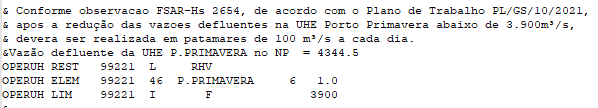 & Conforme observacao FSAR-Hs 2654, de acordo com o Plano de Trabalho PL/GS/10/2021,
& apos a redução das vazoes defluentes na UHE Porto Primavera abaixo de 3.900m³/s,
& devera ser realizada em patamares de 100 m³/s a cada dia.
&Vazão defluente da UHE P.PRIMAVERA no NP  = 4344.5
OPERUH REST   99221  L     RHV
OPERUH ELEM   99221  46  P.PRIMAVERA     6   1.0
OPERUH LIM    99221  I       F              3900